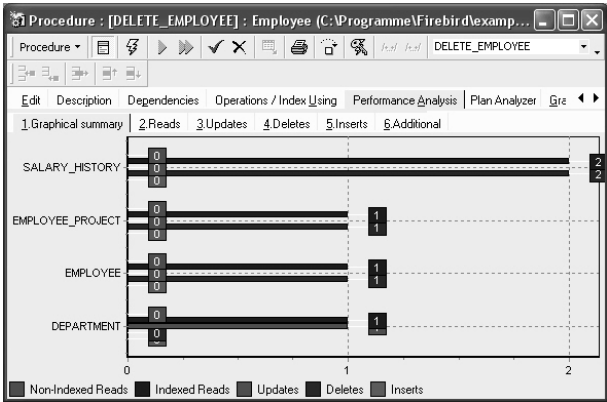 Procedure : [DELETE_EMPLOYEE] : Employee (C:\Programme\Firebird\examp...
Procedure DELETE_EMPLOYEE
Edit Description Dependencies Operations / Index Using Performance Analysis Plan Analyzer Gra
1.Graphical summary 2.Reads 3.Updates 4.Deletes 5.Inserts 6.Additional
0
SALARY_HISTORY 0 2
0 2
0
EMPLOYEE_PROJECT 0 1
0 1
0
EMPLOYEE 0 1
0 1
0
DEPARTMENT 0 1
0 1 2
Non-Indexed Reads Indexed Reads Updates Deletes Inserts